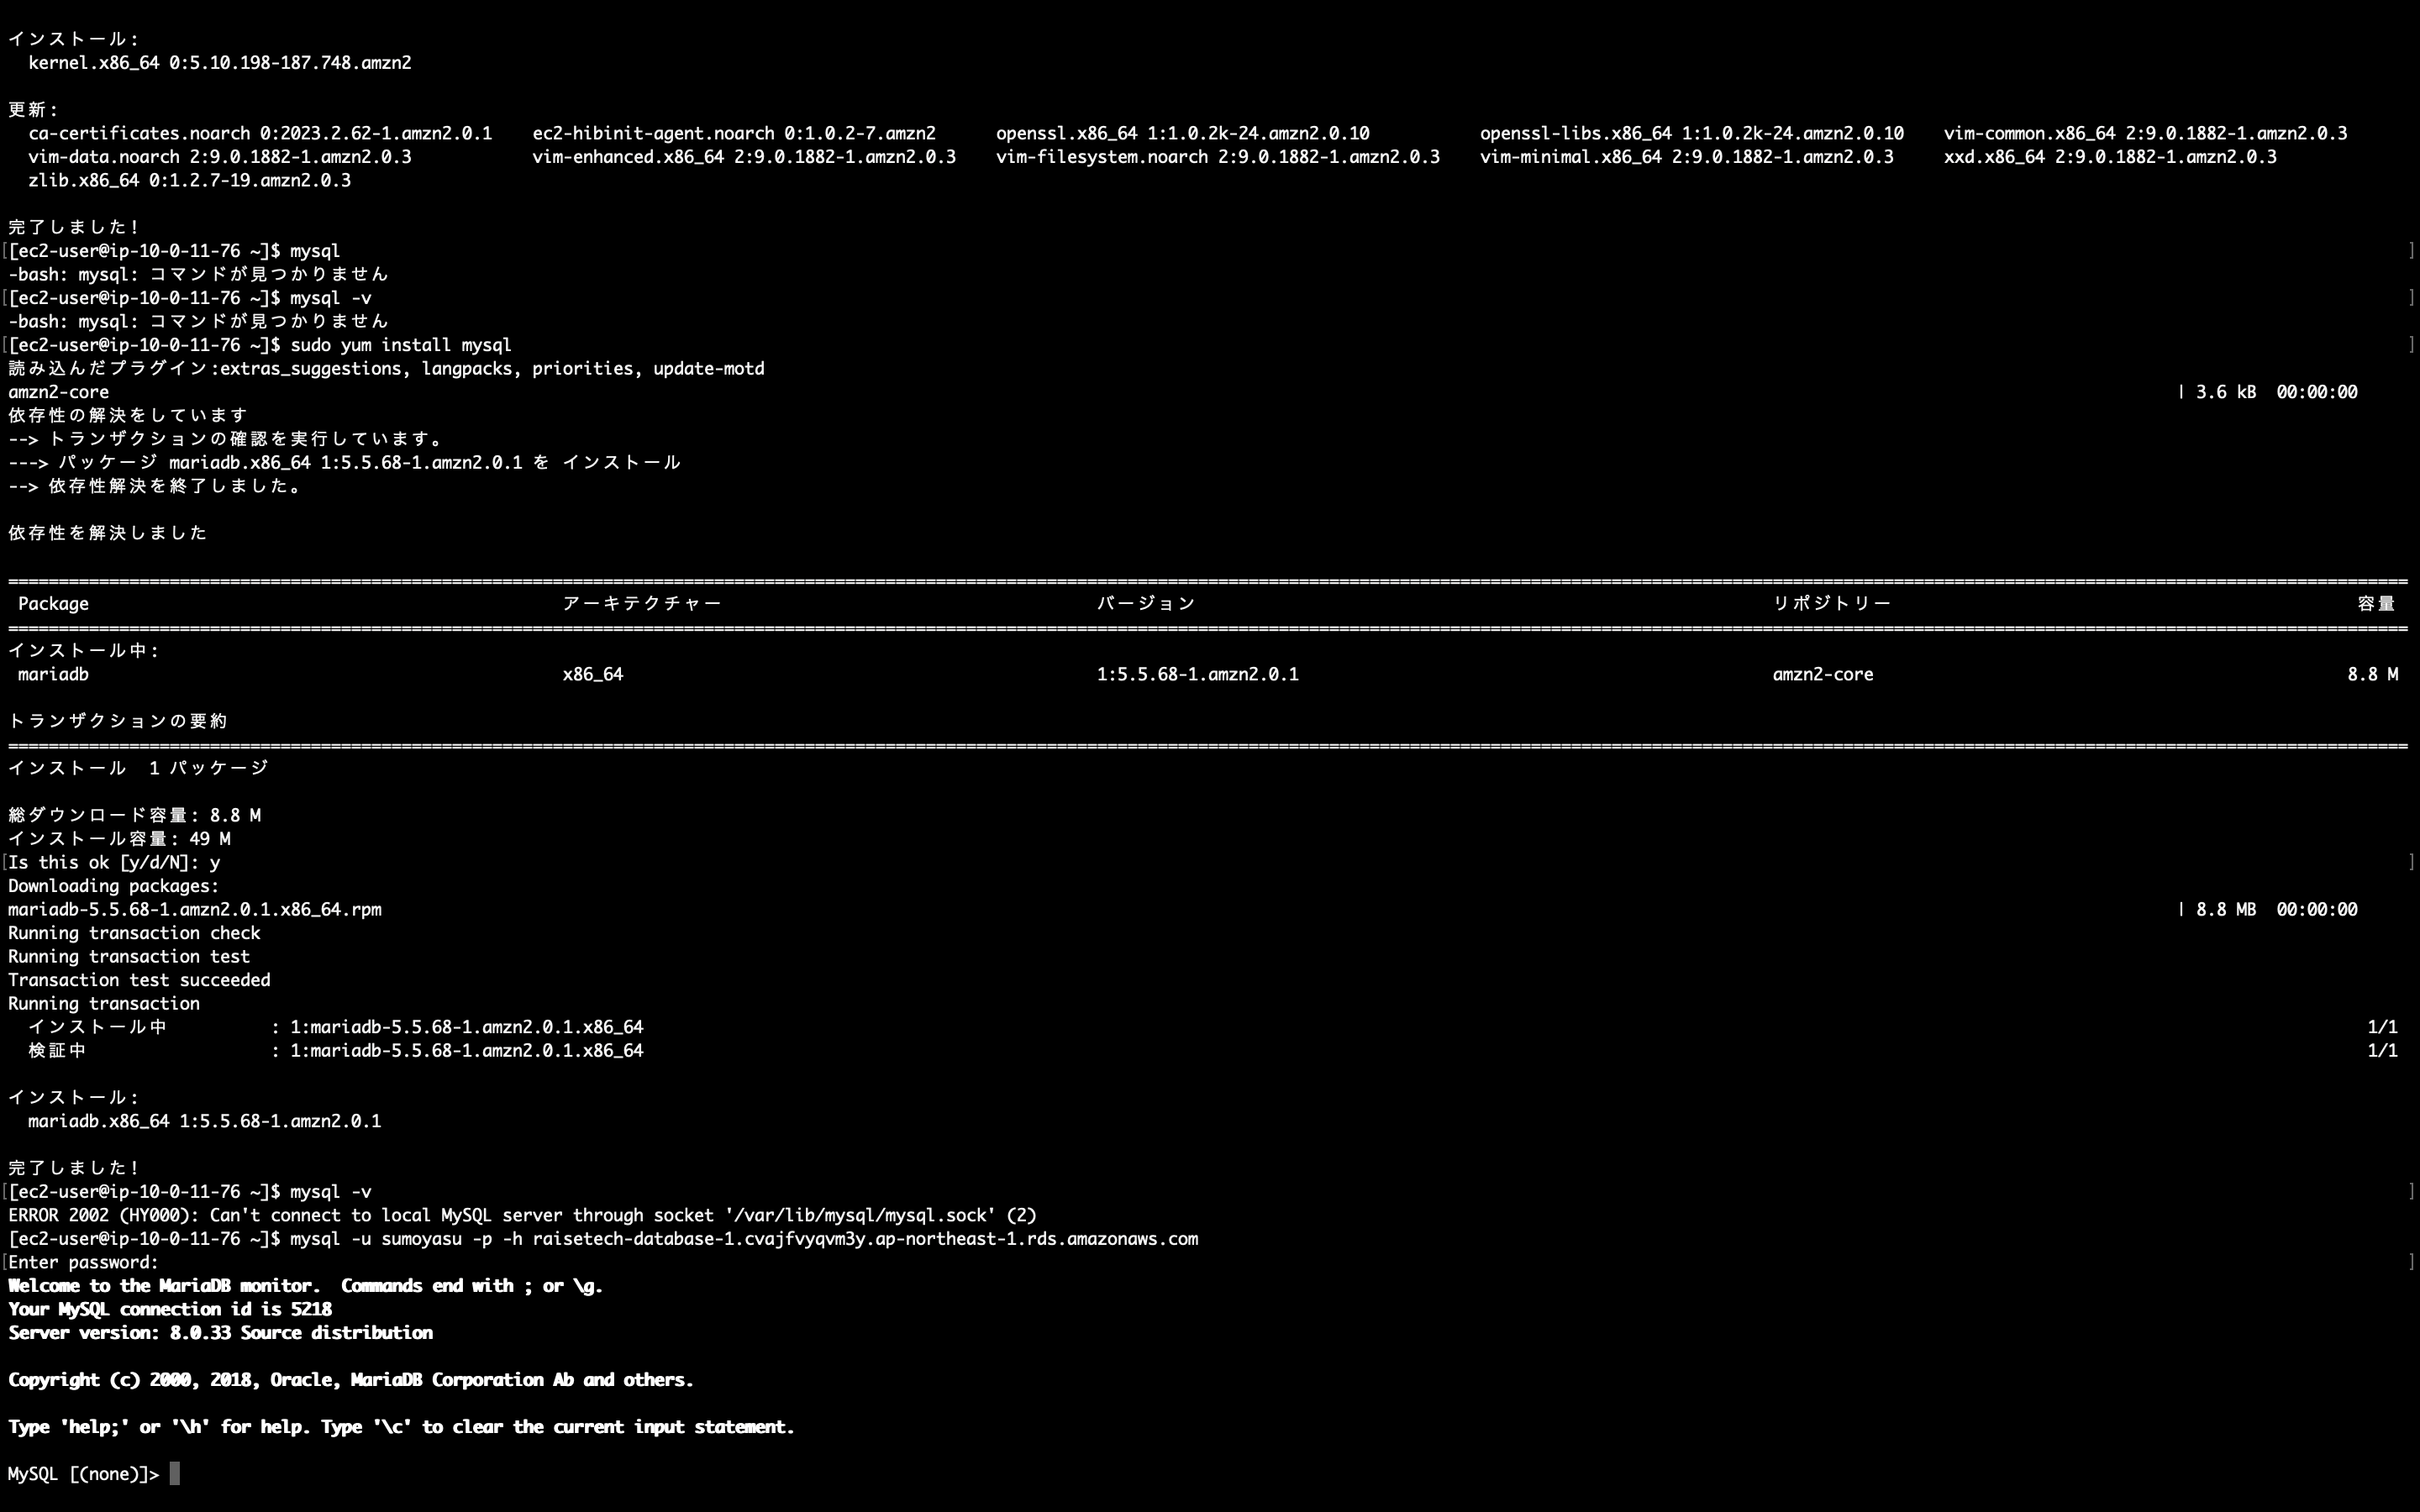 インストール:
  kernel.x86_64 0:5.10.198-187.748.amzn2
更新:
  ca-certificates.noarch 0:2023.2.62-1.amzn2.0.1    ec2-hibinit-agent.noarch 0:1.0.2-7.amzn2      openssl.x86_64 1:1.0.2k-24.amzn2.0.10           openssl-libs.x86_64 1:1.0.2k-24.amzn2.0.10    vim-common.x86_64 2:9.0.1882-1.amzn2.0.3
  vim-data.noarch 2:9.0.1882-1.amzn2.0.3            vim-enhanced.x86_64 2:9.0.1882-1.amzn2.0.3    vim-filesystem.noarch 2:9.0.1882-1.amzn2.0.3    vim-minimal.x86_64 2:9.0.1882-1.amzn2.0.3     xxd.x86_64 2:9.0.1882-1.amzn2.0.3
  zlib.x86_64 0:1.2.7-19.amzn2.0.3
完了しました!
[[ec2-user@ip-10-0-11-76 ~]$ mysql ]
-bash: mysql: コマンドが見つかりません
[[ec2-user@ip-10-0-11-76 ~]$ mysql -v ]
-bash: mysql: コマンドが見つかりません
[[ec2-user@ip-10-0-11-76 ~]$ sudo yum install mysql ]
読み込んだプラグイン:extras_suggestions, langpacks, priorities, update-motd
amzn2-core | 3.6 kB  00:00:00
依存性の解決をしています
--> トランザクションの確認を実行しています。
---> パッケージ mariadb.x86_64 1:5.5.68-1.amzn2.0.1 を インストール
--> 依存性解決を終了しました。
依存性を解決しました
================================================================================
 Package アーキテクチャー バージョン リポジトリー 容量
================================================================================
インストール中:
 mariadb x86_64 1:5.5.68-1.amzn2.0.1 amzn2-core 8.8 M
トランザクションの要約
================================================================================
インストール  1 パッケージ
総ダウンロード容量: 8.8 M
インストール容量: 49 M
[Is this ok [y/d/N]: y ]
Downloading packages:
mariadb-5.5.68-1.amzn2.0.1.x86_64.rpm | 8.8 MB  00:00:00
Running transaction check
Running transaction test
Transaction test succeeded
Running transaction
  インストール中          : 1:mariadb-5.5.68-1.amzn2.0.1.x86_64 1/1
  検証中                  : 1:mariadb-5.5.68-1.amzn2.0.1.x86_64 1/1
インストール:
  mariadb.x86_64 1:5.5.68-1.amzn2.0.1
完了しました!
[[ec2-user@ip-10-0-11-76 ~]$ mysql -v ]
ERROR 2002 (HY000): Can't connect to local MySQL server through socket '/var/lib/mysql/mysql.sock' (2)
[ec2-user@ip-10-0-11-76 ~]$ mysql -u sumoyasu -p -h raisetech-database-1.cvajfvyqvm3y.ap-northeast-1.rds.amazonaws.com
[Enter password: ]
Welcome to the MariaDB monitor.  Commands end with ; or \g.
Your MySQL connection id is 5218
Server version: 8.0.33 Source distribution
Copyright (c) 2000, 2018, Oracle, MariaDB Corporation Ab and others.
Type 'help;' or '\h' for help. Type '\c' to clear the current input statement.
MySQL [(none)]>